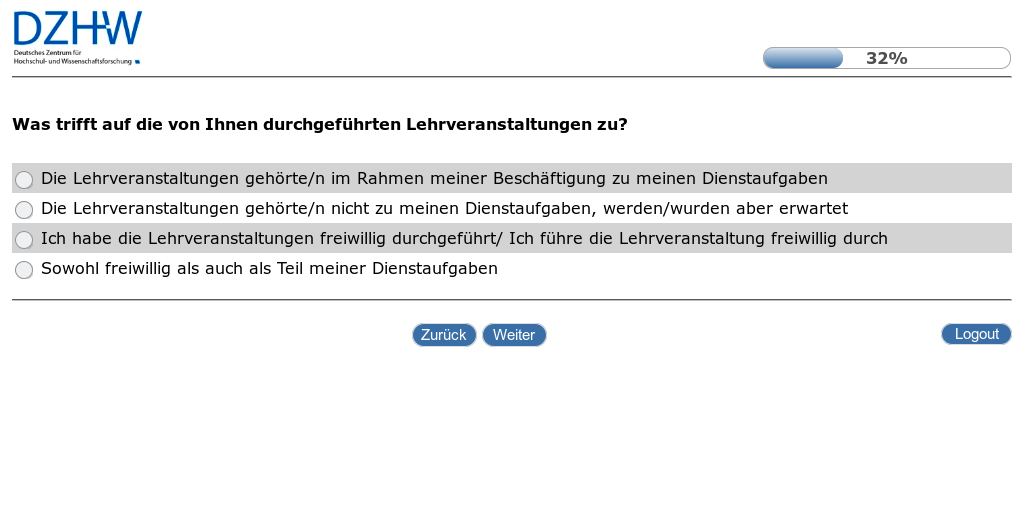 DZHW
Deutsches Zentrum für
Hochschul- und Wissenschaftsforschung
32%
Was trifft auf die von Ihnen durchgeführten Lehrveranstaltungen zu?
Die Lehrveranstaltungen gehörte/n im Rahmen meiner Beschäftigung zu meinen Dienstaufgaben
Die Lehrveranstaltungen gehörte/n nicht zu meinen Dienstaufgaben, werden/wurden aber erwartet
Ich habe die Lehrveranstaltungen freiwillig durchgeführt/ Ich führe die Lehrveranstaltung freiwillig durch
Sowohl freiwillig als auch als Teil meiner Dienstaufgaben
Zurück Weiter Logout